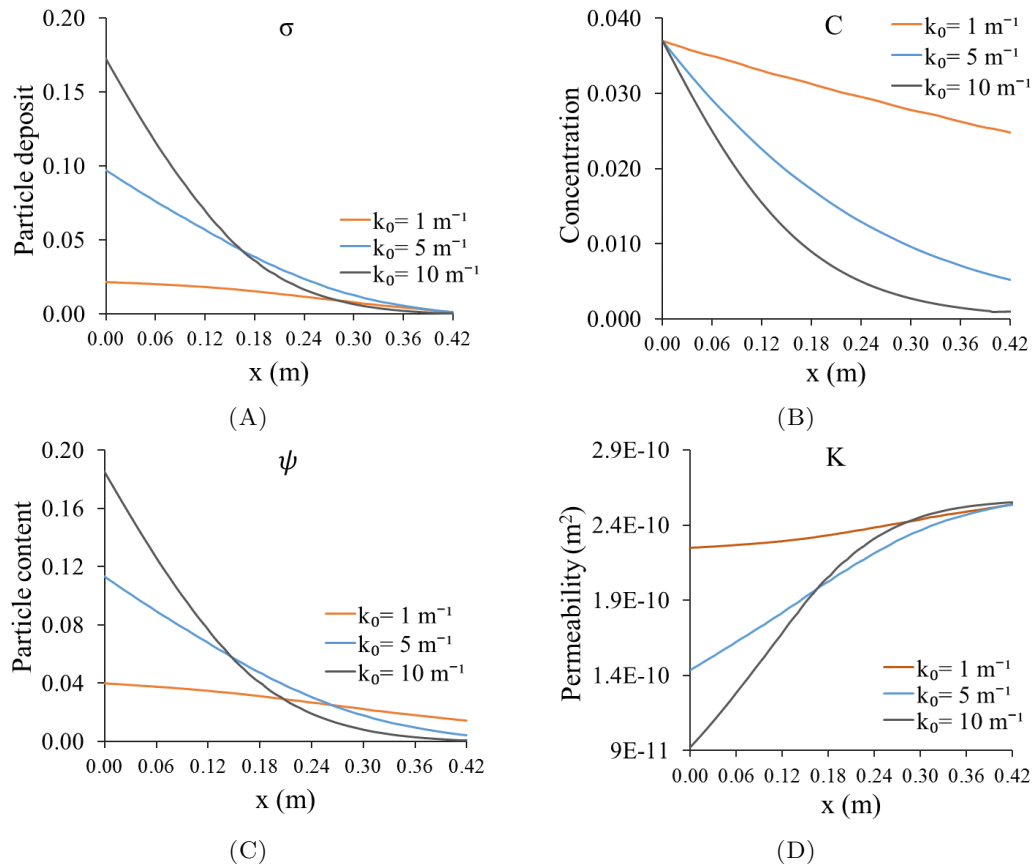 σ
0.20
0.15
0.10
0.05
0.00
Particle deposit
k₀= 1 m⁻¹
k₀= 5 m⁻¹
k₀= 10 m⁻¹
0.00 0.06 0.12 0.18 0.24 0.30 0.36 0.42
x (m)
(A)
C
0.040
0.030
0.020
0.010
0.000
Concentration
k₀= 1 m⁻¹
k₀= 5 m⁻¹
k₀= 10 m⁻¹
0.00 0.06 0.12 0.18 0.24 0.30 0.36 0.42
x (m)
(B)
ψ
0.20
0.16
0.12
0.08
0.04
0.00
Particle content
k₀= 1 m⁻¹
k₀= 5 m⁻¹
k₀= 10 m⁻¹
0.00 0.06 0.12 0.18 0.24 0.30 0.36 0.42
x (m)
(C)
K
2.9E-10
2.4E-10
1.9E-10
1.4E-10
9E-11
Permeability (m²)
k₀= 1 m⁻¹
k₀= 5 m⁻¹
k₀= 10 m⁻¹
0.00 0.06 0.12 0.18 0.24 0.30 0.36 0.42
x (m)
(D)